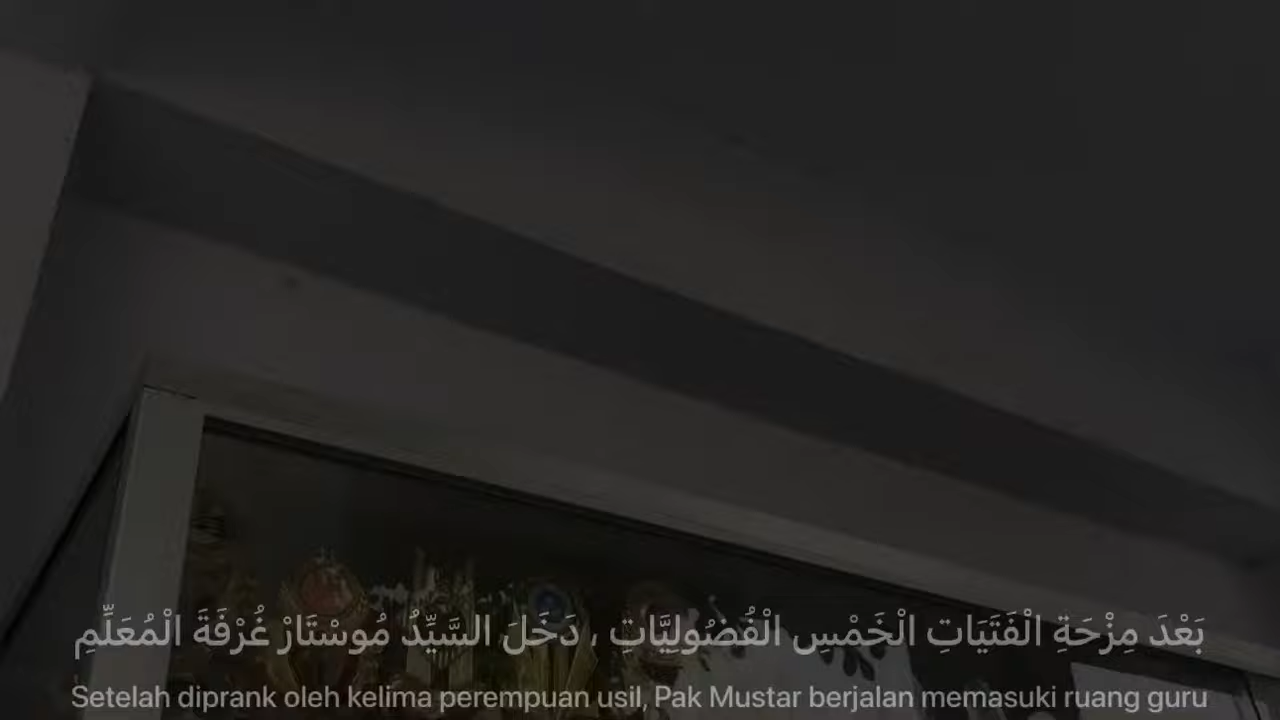 بَعْدَ مِزْحَةِ الْفَتَيَاتِ الْخَمْسِ الْفُضُولِيَّاتِ ، دَخَلَ السَّيِّدُ مُوسْتَارْ غُرْفَةَ الْمُعَلِّمِ
Setelah diprank oleh kelima perempuan usil, Pak Mustar berjalan memasuki ruang guru